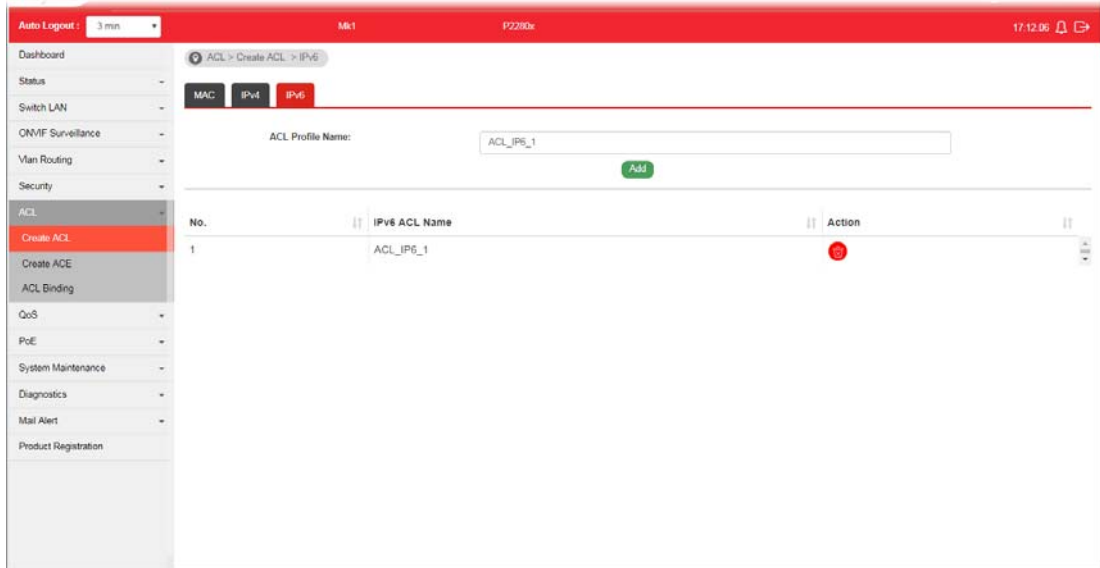 Auto Logout : 3 min Mk1 P2280x 17:12:06
Dashboard
Status
Switch LAN
ONVIF Surveillance
Vlan Routing
Security
ACL
Create ACL
Create ACE
ACL Binding
QoS
PoE
System Maintenance
Diagnostics
Mail Alert
Product Registration
ACL > Create ACL > IPv6
MAC IPv4 IPv6
ACL Profile Name: ACL_IP6_1
Add
No. IPv6 ACL Name Action
1 ACL_IP6_1